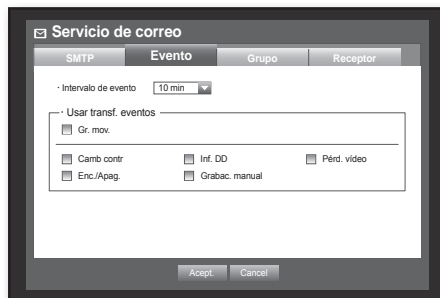 Servicio de correo
SMTP Evento Grupo Receptor
· Intervalo de evento 10 min
· Usar transf. eventos
Gr. mov.
Camb contr Inf. DD Pérd. vídeo
Enc./Apag. Grabac. manual
Acept. Cancel